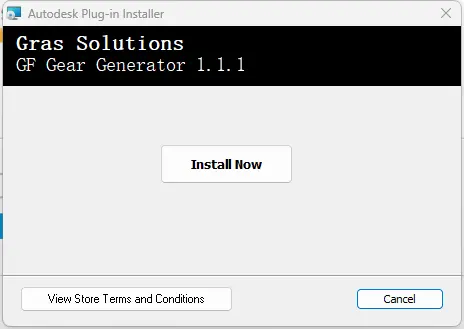 Autodesk Plug-in Installer
Gras Solutions
GF Gear Generator 1.1.1
Install Now
View Store Terms and Conditions
Cancel